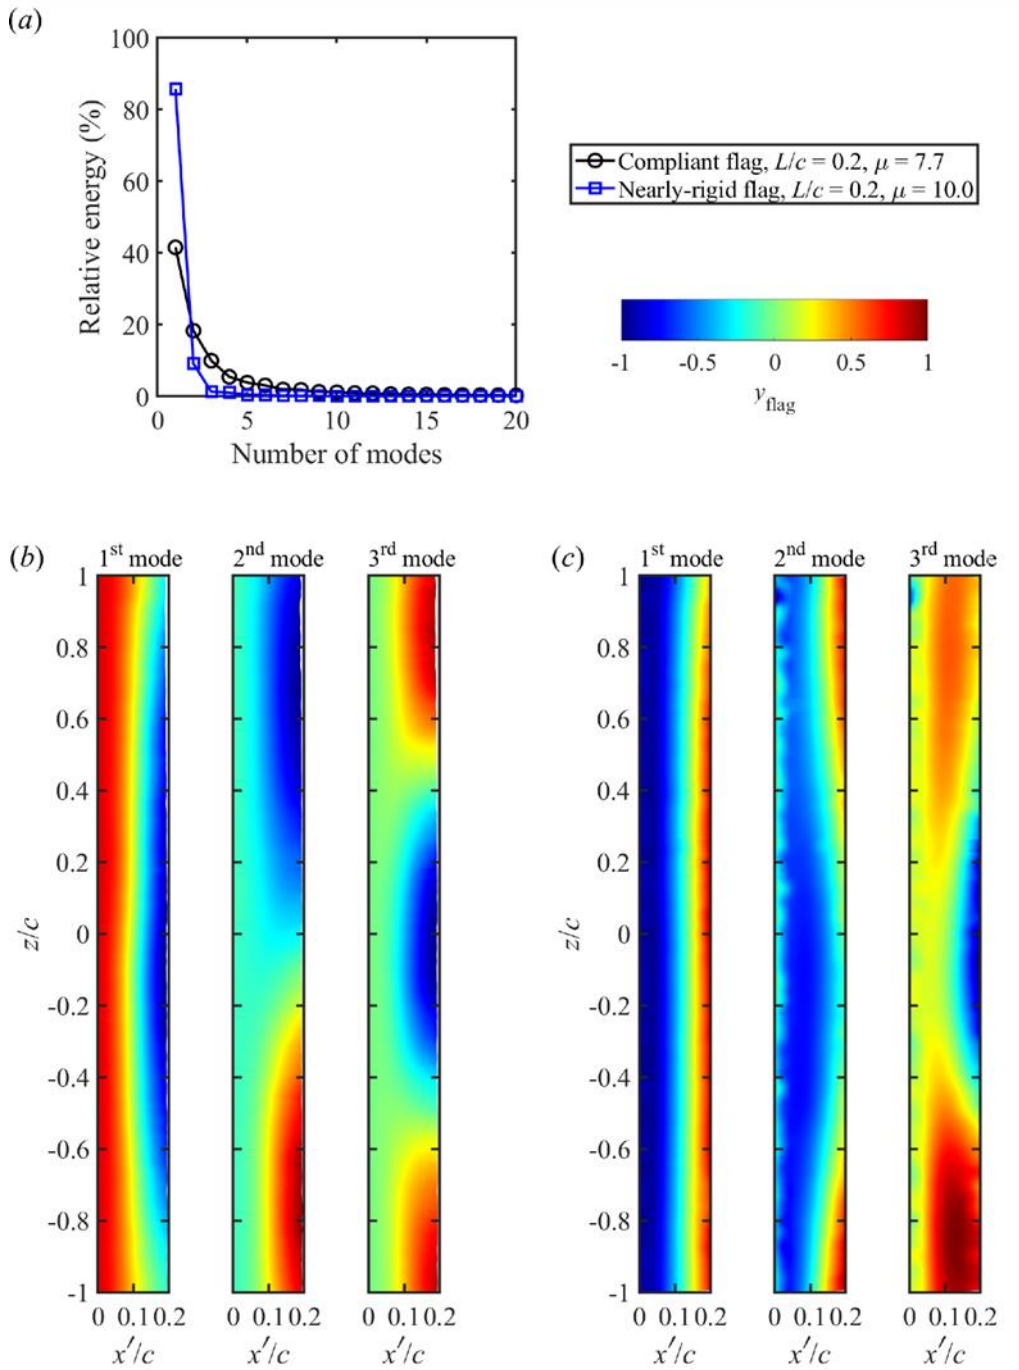 (a)
100
80
60
40
20
0
Relative energy (%)
0 5 10 15 20
Number of modes
Compliant flag, L/c = 0.2, μ = 7.7
Nearly-rigid flag, L/c = 0.2, μ = 10.0
-1 -0.5 0 0.5 1
y_flag
(b) 1st mode 2nd mode 3rd mode
1
0.8
0.6
0.4
0.2
0
-0.2
-0.4
-0.6
-0.8
-1
z/c
0 0.1 0.2 0 0.1 0.2 0 0.1 0.2
x′/c x′/c x′/c
(c) 1st mode 2nd mode 3rd mode
1
0.8
0.6
0.4
0.2
0
-0.2
-0.4
-0.6
-0.8
-1
z/c
0 0.1 0.2 0 0.1 0.2 0 0.1 0.2
x′/c x′/c x′/c